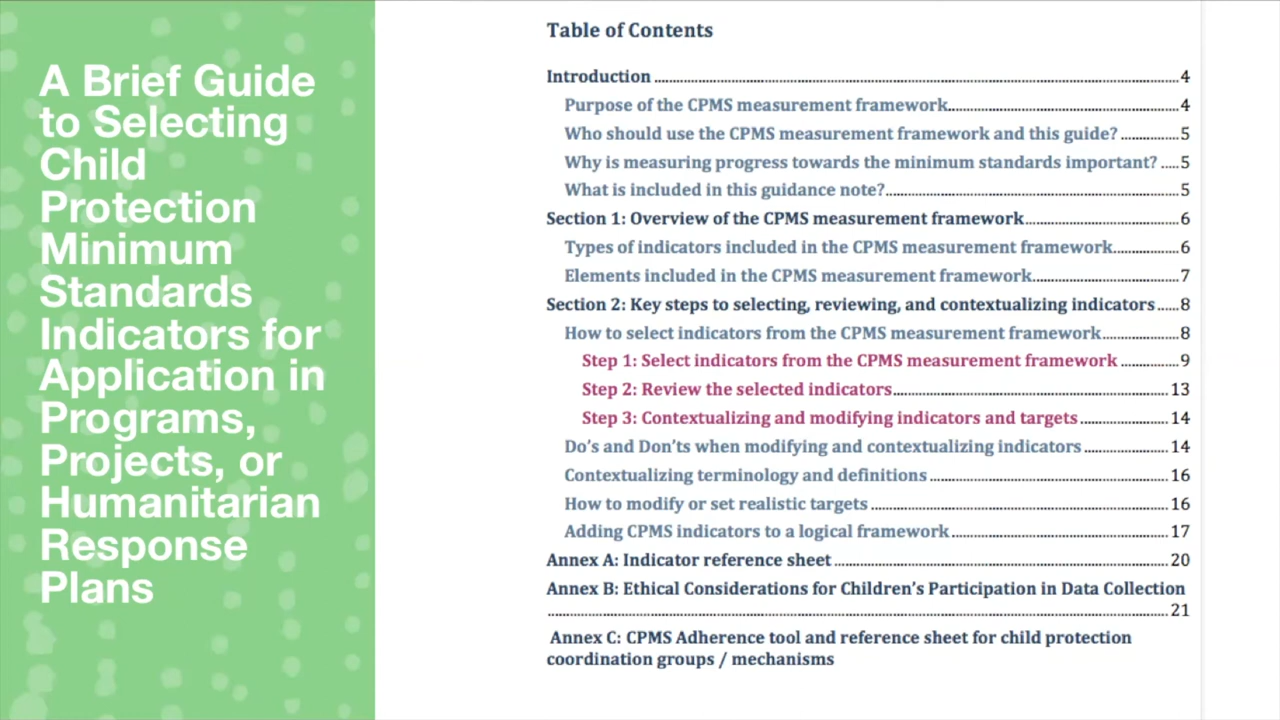 A Brief Guide
to Selecting
Child
Protection
Minimum
Standards
Indicators for
Application in
Programs,
Projects, or
Humanitarian
Response
Plans
Table of Contents
Introduction ........................................ 4
Purpose of the CPMS measurement framework........................................ 4
Who should use the CPMS measurement framework and this guide? ............... 5
Why is measuring progress towards the minimum standards important? ..... 5
What is included in this guidance note?........................................ 5
Section 1: Overview of the CPMS measurement framework........................................ 6
Types of indicators included in the CPMS measurement framework................ 6
Elements included in the CPMS measurement framework........................................ 7
Section 2: Key steps to selecting, reviewing, and contextualizing indicators...... 8
How to select indicators from the CPMS measurement framework.................... 8
Step 1: Select indicators from the CPMS measurement framework ............... 9
Step 2: Review the selected indicators........................................ 13
Step 3: Contextualizing and modifying indicators and targets ...................... 14
Do's and Don'ts when modifying and contextualizing indicators ..................... 14
Contextualizing terminology and definitions ........................................ 16
How to modify or set realistic targets ........................................ 16
Adding CPMS indicators to a logical framework........................................ 17
Annex A: Indicator reference sheet ........................................ 20
Annex B: Ethical Considerations for Children's Participation in Data Collection
........................................ 21
Annex C: CPMS Adherence tool and reference sheet for child protection
coordination groups / mechanisms